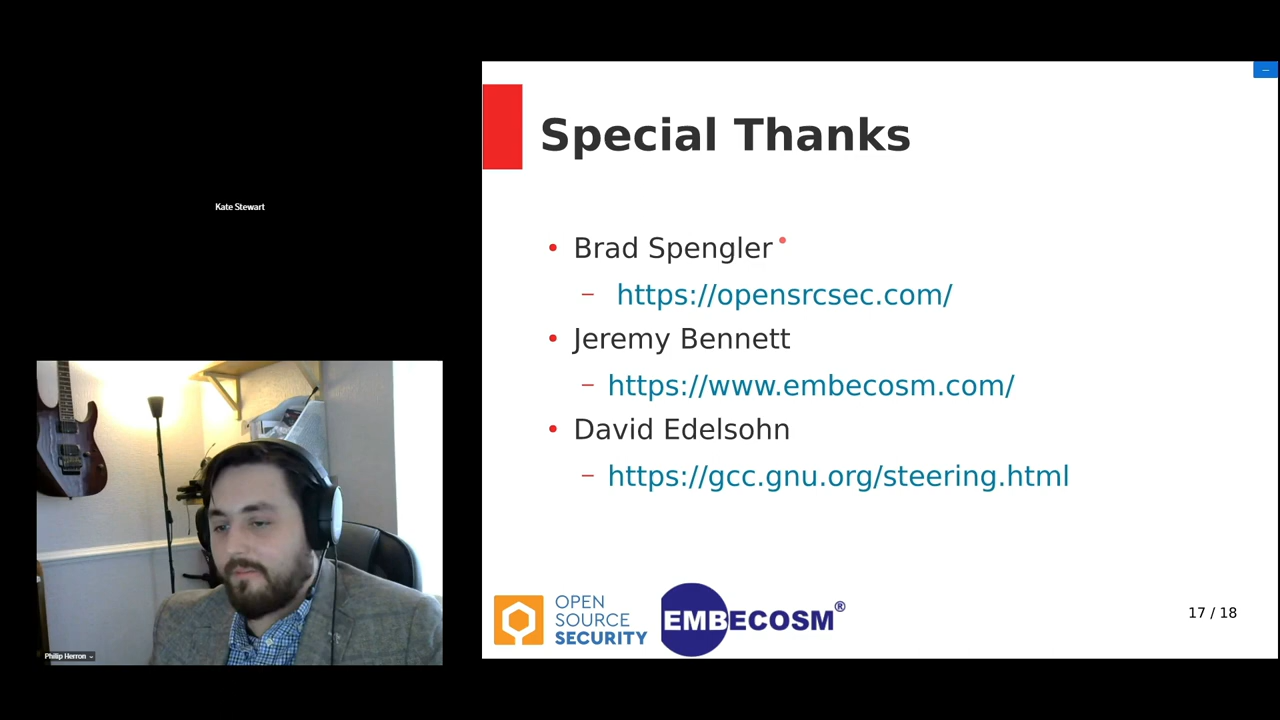 Kate Stewart
Philip Herron
Special Thanks
Brad Spengler
https://opensrcsec.com/
Jeremy Bennett
https://www.embecosm.com/
David Edelsohn
https://gcc.gnu.org/steering.html
OPEN
SOURCE
SECURITY
EMBECOSM®
17 / 18